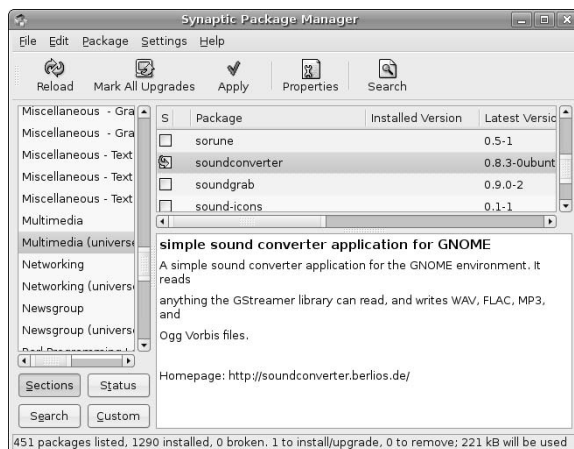 Synaptic Package Manager
File Edit Package Settings Help
Reload Mark All Upgrades Apply Properties Search
Miscellaneous - Gra
Miscellaneous - Gra
Miscellaneous - Text
Miscellaneous - Text
Miscellaneous - Text
Multimedia
Multimedia (universe
Networking
Networking (univers
Newsgroup
Newsgroup (univers
Sections Status
Search Custom
S Package Installed Version Latest Versio
sorune 0.5-1
soundconverter 0.8.3-0ubunt
soundgrab 0.9.0-2
sound-icons 0.1-1
simple sound converter application for GNOME
A simple sound converter application for the GNOME environment. It
reads
anything the GStreamer library can read, and writes WAV, FLAC, MP3,
and
Ogg Vorbis files.
Homepage: http://soundconverter.berlios.de/
451 packages listed, 1290 installed, 0 broken. 1 to install/upgrade, 0 to remove; 221 kB will be used